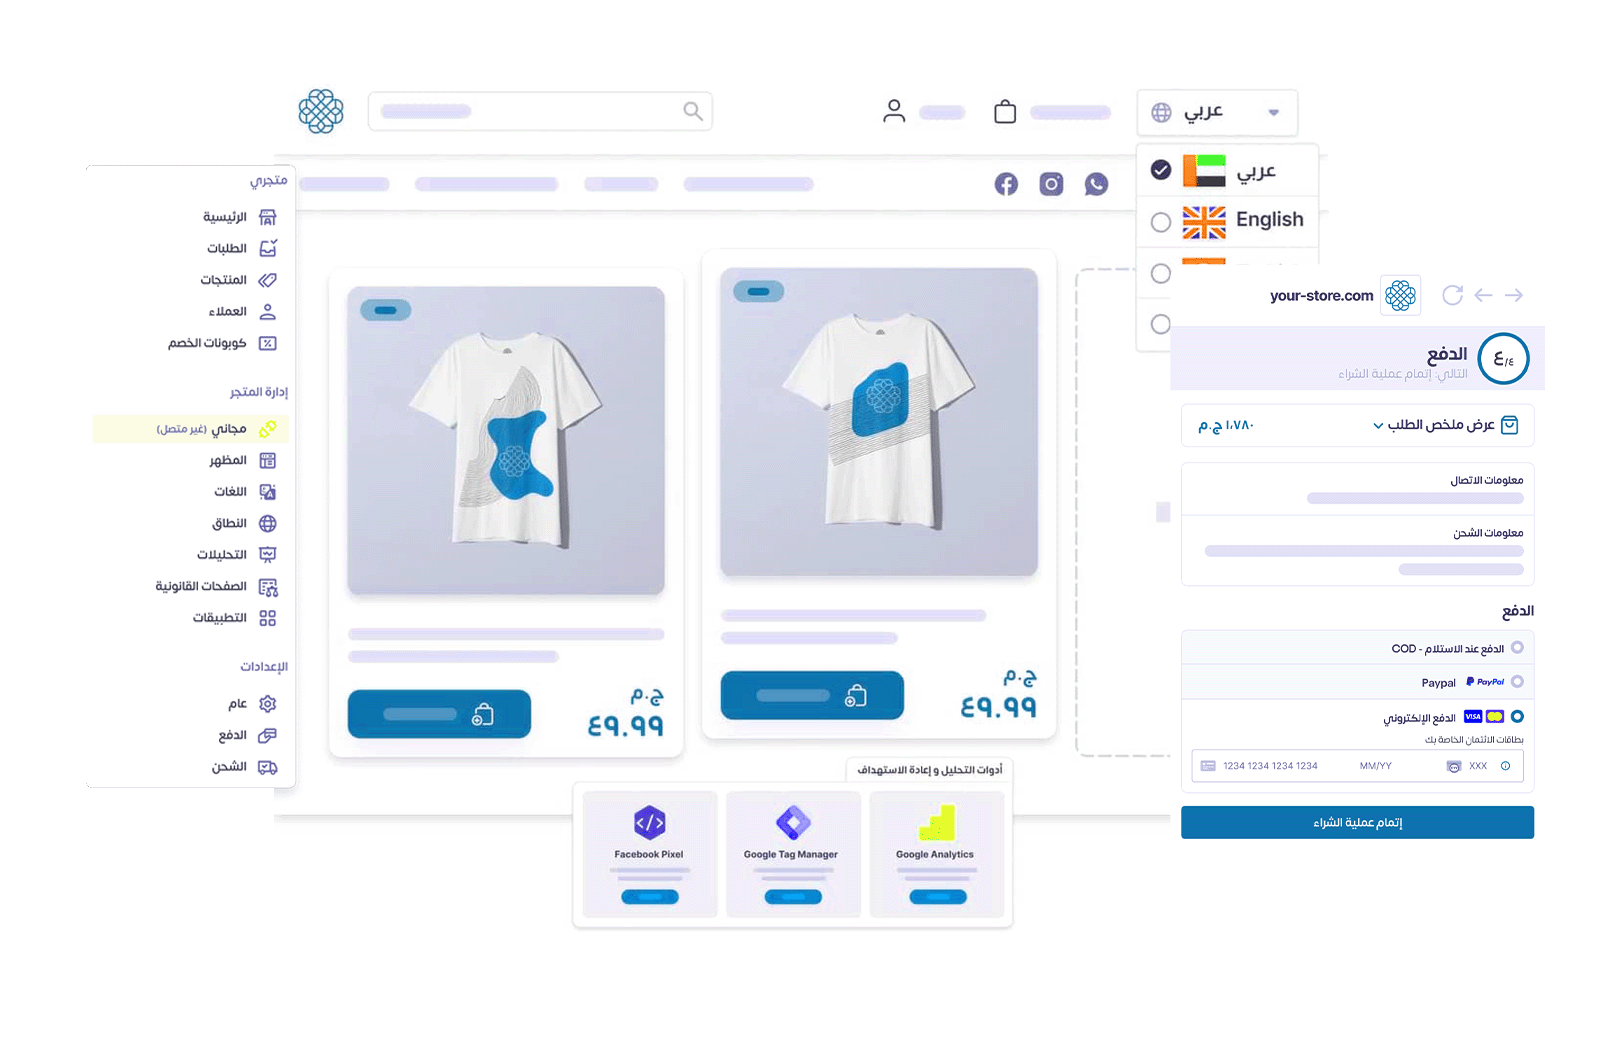 عربي
عربي
English
متجري
الرئيسية
الطلبات
المنتجات
العملاء
كوبونات الخصم
إدارة المتجر
مجاني (غير متصل)
المظهر
اللغات
النطاق
التحليلات
الصفحات القانونية
التطبيقات
الإعدادات
عام
الدفع
الشحن
ج.م
٤٩.٩٩
ج.م
٤٩.٩٩
أدوات التحليل و إعادة الاستهداف
Facebook Pixel
Google Tag Manager
Google Analytics
your-store.com
٤/٤
الدفع
التالي: إتمام عملية الشراء
عرض ملخص الطلب
١،٧٨٠ ج.م
معلومات الاتصال
معلومات الشحن
الدفع
الدفع عند الاستلام - COD
Paypal PayPal
الدفع الإلكتروني VISA
بطاقات الائتمان الخاصة بك
1234 1234 1234 1234 MM/YY XXX
إتمام عملية الشراء